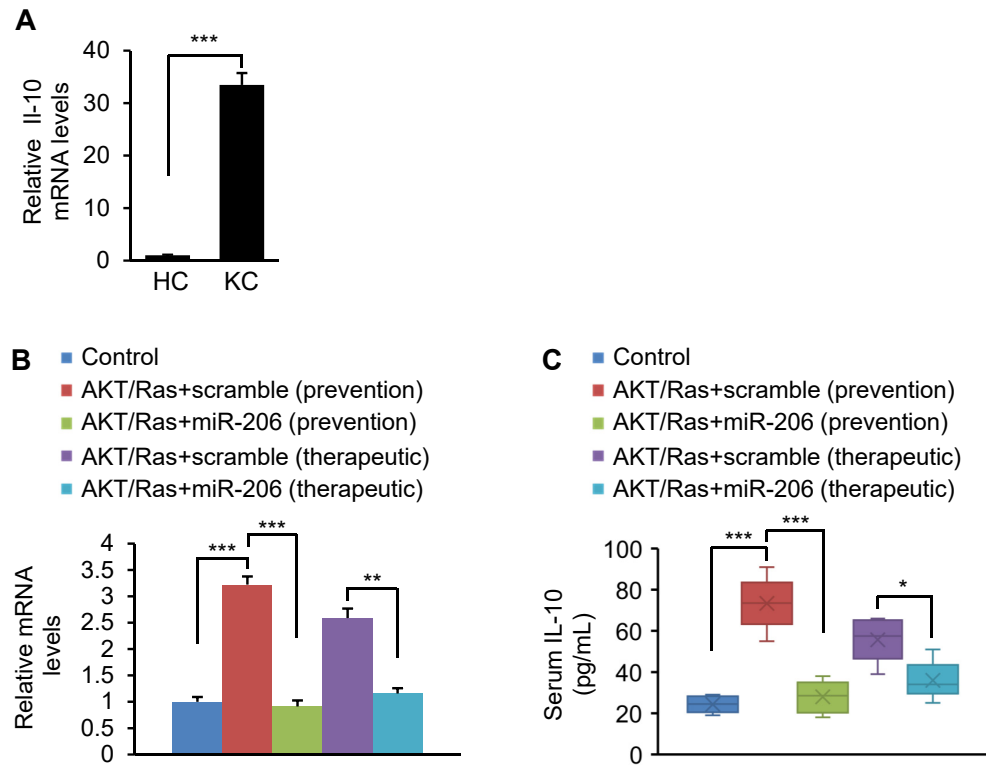 A
***
Relative Il-10
mRNA levels
40
30
20
10
0
HC KC
B
Control
AKT/Ras+scramble (prevention)
AKT/Ras+miR-206 (prevention)
AKT/Ras+scramble (therapeutic)
AKT/Ras+miR-206 (therapeutic)
Relative mRNA
levels
4
3.5
3
2.5
2
1.5
1
0.5
0
***
***
**
C
Control
AKT/Ras+scramble (prevention)
AKT/Ras+miR-206 (prevention)
AKT/Ras+scramble (therapeutic)
AKT/Ras+miR-206 (therapeutic)
Serum IL-10
(pg/mL)
100
80
60
40
20
0
***
***
*